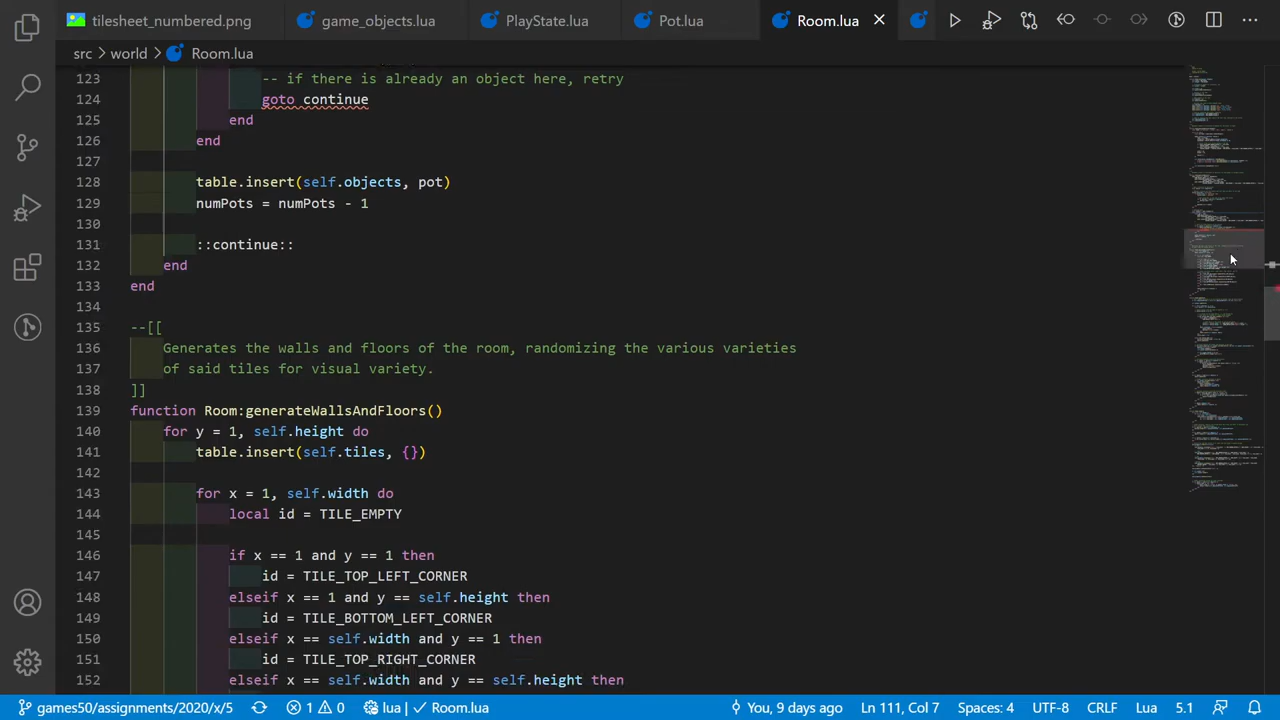 tilesheet_numbered.png game_objects.lua PlayState.lua Pot.lua Room.lua
src > world > Room.lua
123 -- if there is already an object here, retry
124 goto continue
125 end
126 end
127
128 table.insert(self.objects, pot)
129 numPots = numPots - 1
130
131 ::continue::
132 end
133 end
134
135 --[[
136 Generates the walls and floors of the room, randomizing the various varieties
137 of said tiles for visual variety.
138 ]]
139 function Room:generateWallsAndFloors()
140 for y = 1, self.height do
141 table.insert(self.tiles, {})
142
143 for x = 1, self.width do
144 local id = TILE_EMPTY
145
146 if x == 1 and y == 1 then
147 id = TILE_TOP_LEFT_CORNER
148 elseif x == 1 and y == self.height then
149 id = TILE_BOTTOM_LEFT_CORNER
150 elseif x == self.width and y == 1 then
151 id = TILE_TOP_RIGHT_CORNER
152 elseif x == self.width and y == self.height then
games50/assignments/2020/x/5 1 0 lua Room.lua You, 9 days ago Ln 111, Col 7 Spaces: 4 UTF-8 CRLF Lua 5.1